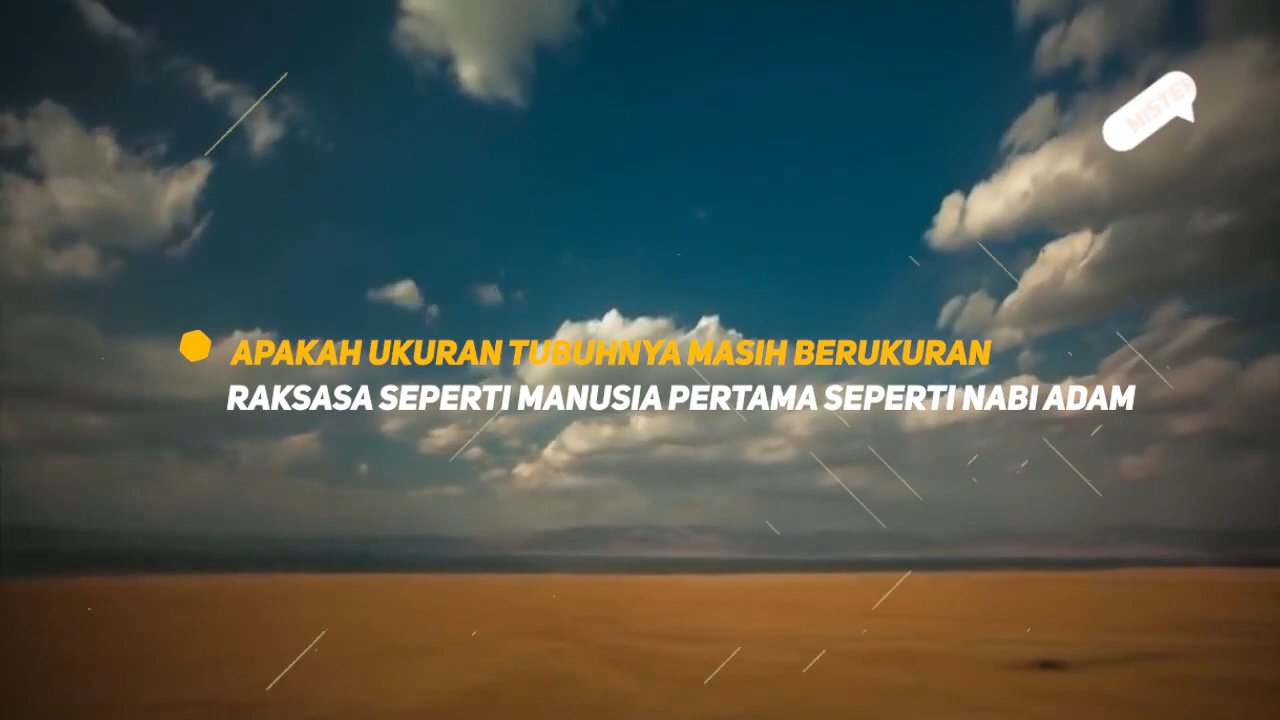 APAKAH UKURAN TUBUHNYA MASIH BERUKURAN
RAKSASA SEPERTI MANUSIA PERTAMA SEPERTI NABI ADAM